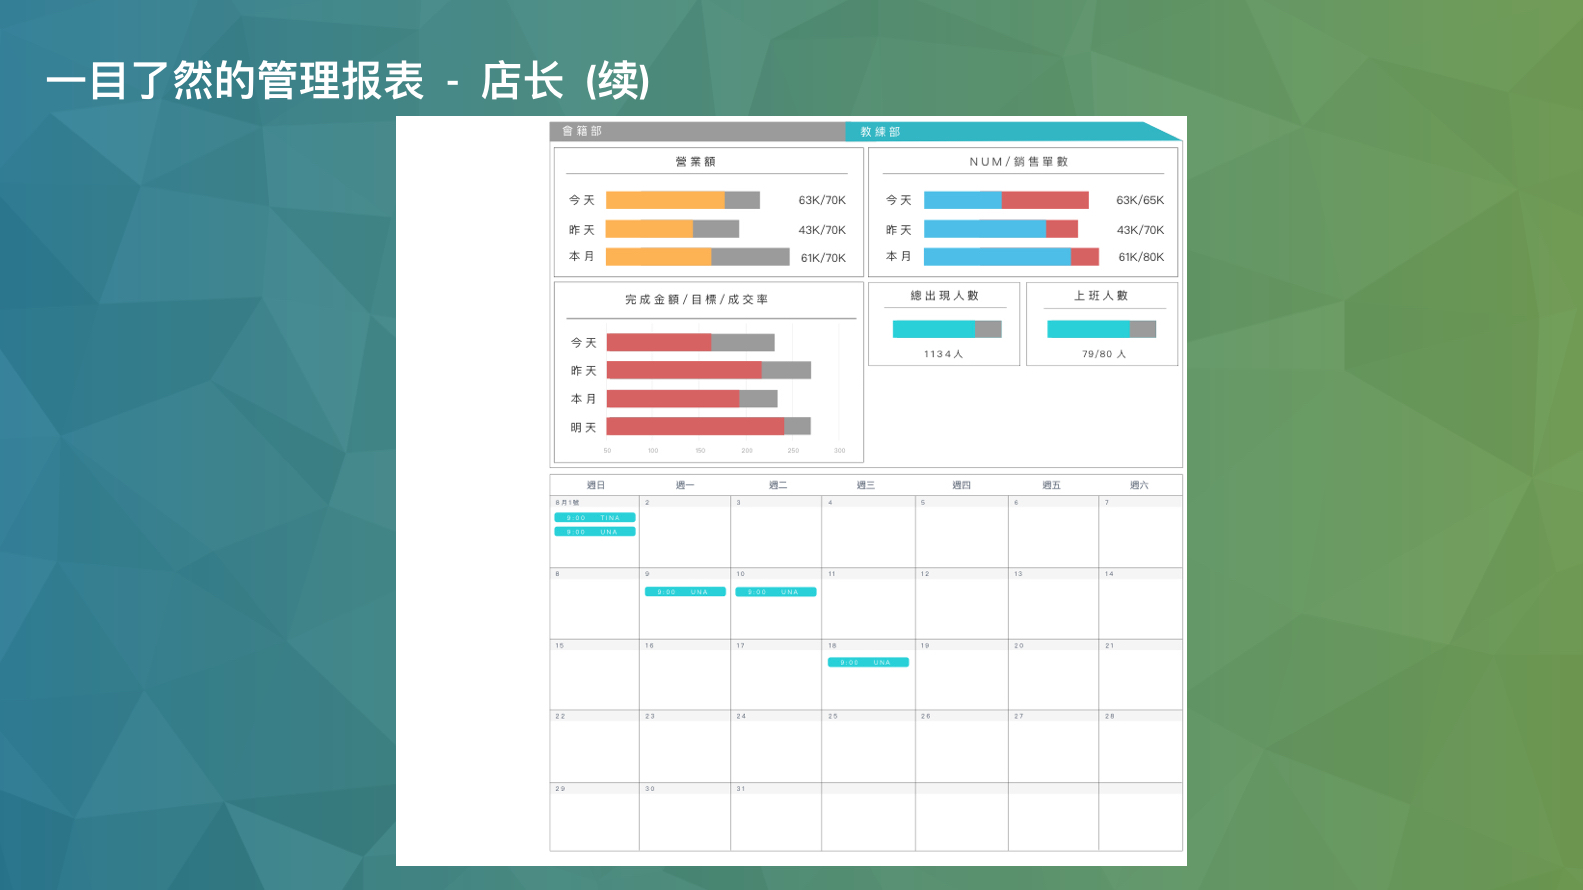 一目了然的管理报表 - 店长 (续)
會籍部
教練部
營業額
今天 63K/70K
昨天 43K/70K
本月 61K/70K
NUM/銷售單數
今天 63K/65K
昨天 43K/70K
本月 61K/80K
完成金額/目標/成交率
今天
昨天
本月
明天
50 100 150 200 250 300
總出現人數
1134人
上班人數
79/80 人
週日 週一 週二 週三 週四 週五 週六
8月1號 2 3 4 5 6 7
9:00 TINA
9:00 UNA
8 9 10 11 12 13 14
9:00 UNA 9:00 UNA
15 16 17 18 19 20 21
9:00 UNA
22 23 24 25 26 27 28
29 30 31